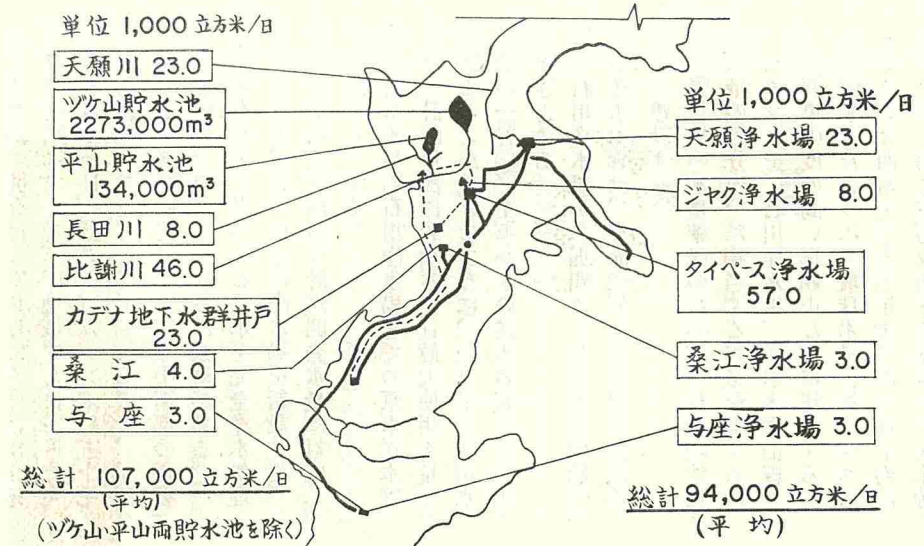 単位 1,000 立方米/日
天願川 23.0
ヅケ山貯水池
2273,000m³
平山貯水池
134,000m³
長田川 8.0
比謝川 46.0
カデナ地下水群井戸
23.0
桑江 4.0
与座 3.0
総計 107,000 立方米/日
(平均)
(ヅケ山・平山両貯水池を除く)
単位 1,000 立方米/日
天願浄水場 23.0
ジャク浄水場 8.0
タイベース浄水場
57.0
桑江浄水場 3.0
与座浄水場 3.0
総計 94,000 立方米/日
(平均)